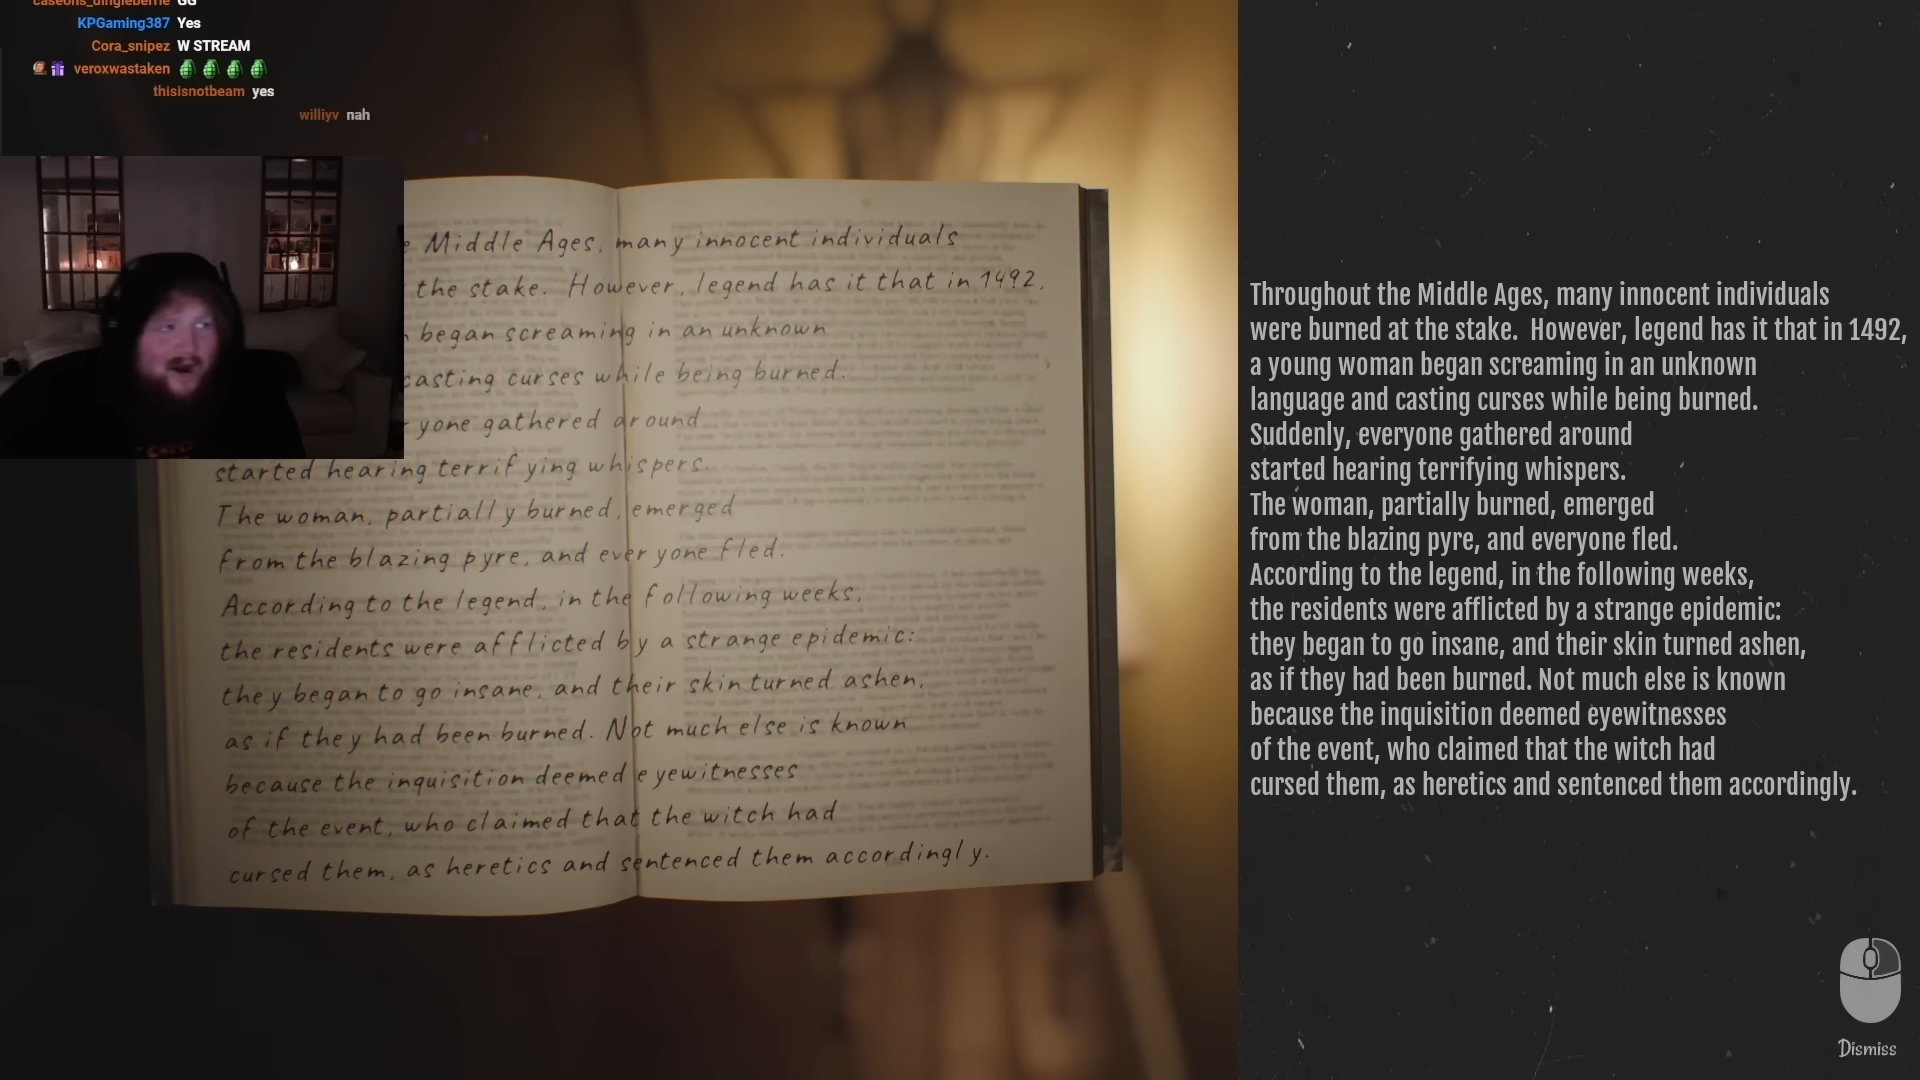 GG
KPGaming387 Yes
Cora_snipez W STREAM
veroxwastaken
thisisnotbeam yes
williyv nah
Middle Ages, many innocent individuals
the stake. However, legend has it that in 1492,
began screaming in an unknown
casting curses while being burned.
yone gathered around
started hearing terrifying whispers.
The woman, partially burned, emerged
from the blazing pyre, and everyone fled.
According to the legend, in the following weeks,
the residents were afflicted by a strange epidemic:
they began to go insane, and their skin turned ashen,
as if they had been burned. Not much else is known
because the inquisition deemed eyewitnesses
of the event, who claimed that the witch had
cursed them, as heretics and sentenced them accordingly.
Throughout the Middle Ages, many innocent individuals
were burned at the stake. However, legend has it that in 1492,
a young woman began screaming in an unknown
language and casting curses while being burned.
Suddenly, everyone gathered around
started hearing terrifying whispers.
The woman, partially burned, emerged
from the blazing pyre, and everyone fled.
According to the legend, in the following weeks,
the residents were afflicted by a strange epidemic:
they began to go insane, and their skin turned ashen,
as if they had been burned. Not much else is known
because the inquisition deemed eyewitnesses
of the event, who claimed that the witch had
cursed them, as heretics and sentenced them accordingly.
Dismiss